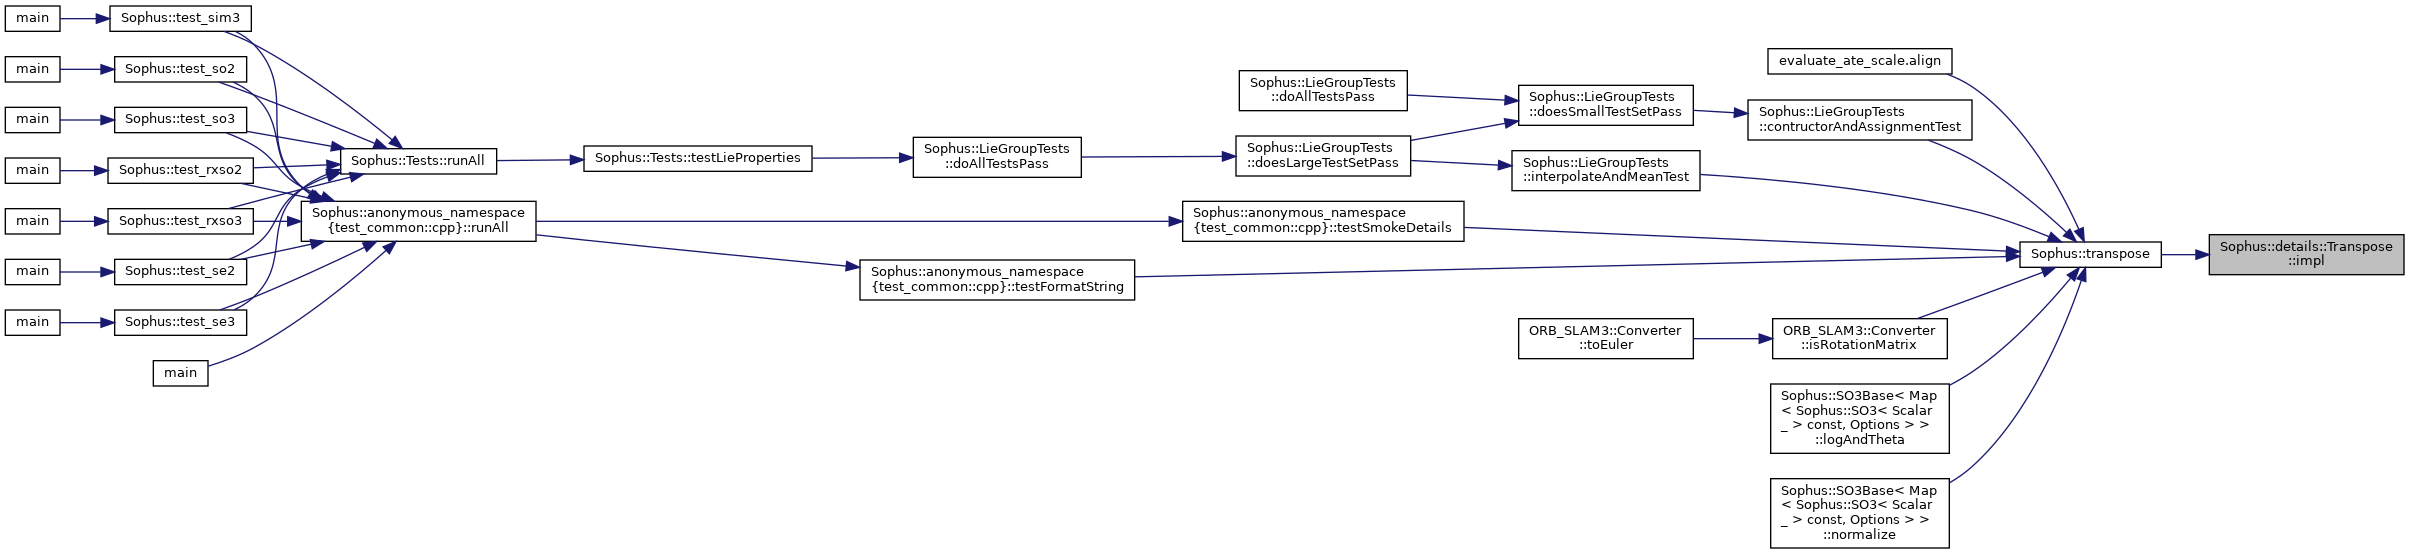 main
Sophus::test_sim3
main
Sophus::test_so2
main
Sophus::test_so3
main
Sophus::test_rxso2
main
Sophus::test_rxso3
main
Sophus::test_se2
main
Sophus::test_se3
main
Sophus::Tests::runAll
Sophus::anonymous_namespace
{test_common::cpp}::runAll
Sophus::Tests::testLieProperties
Sophus::anonymous_namespace
{test_common::cpp}::testFormatString
Sophus::LieGroupTests
::doAllTestsPass
Sophus::LieGroupTests
::doAllTestsPass
Sophus::LieGroupTests
::doesLargeTestSetPass
Sophus::anonymous_namespace
{test_common::cpp}::testSmokeDetails
Sophus::LieGroupTests
::doesSmallTestSetPass
Sophus::LieGroupTests
::interpolateAndMeanTest
ORB_SLAM3::Converter
::toEuler
evaluate_ate_scale.align
Sophus::LieGroupTests
::contructorAndAssignmentTest
ORB_SLAM3::Converter
::isRotationMatrix
Sophus::SO3Base< Map
< Sophus::SO3< Scalar
_ > const, Options > >
::logAndTheta
Sophus::SO3Base< Map
< Sophus::SO3< Scalar
_ > const, Options > >
::normalize
Sophus::transpose
Sophus::details::Transpose
::impl